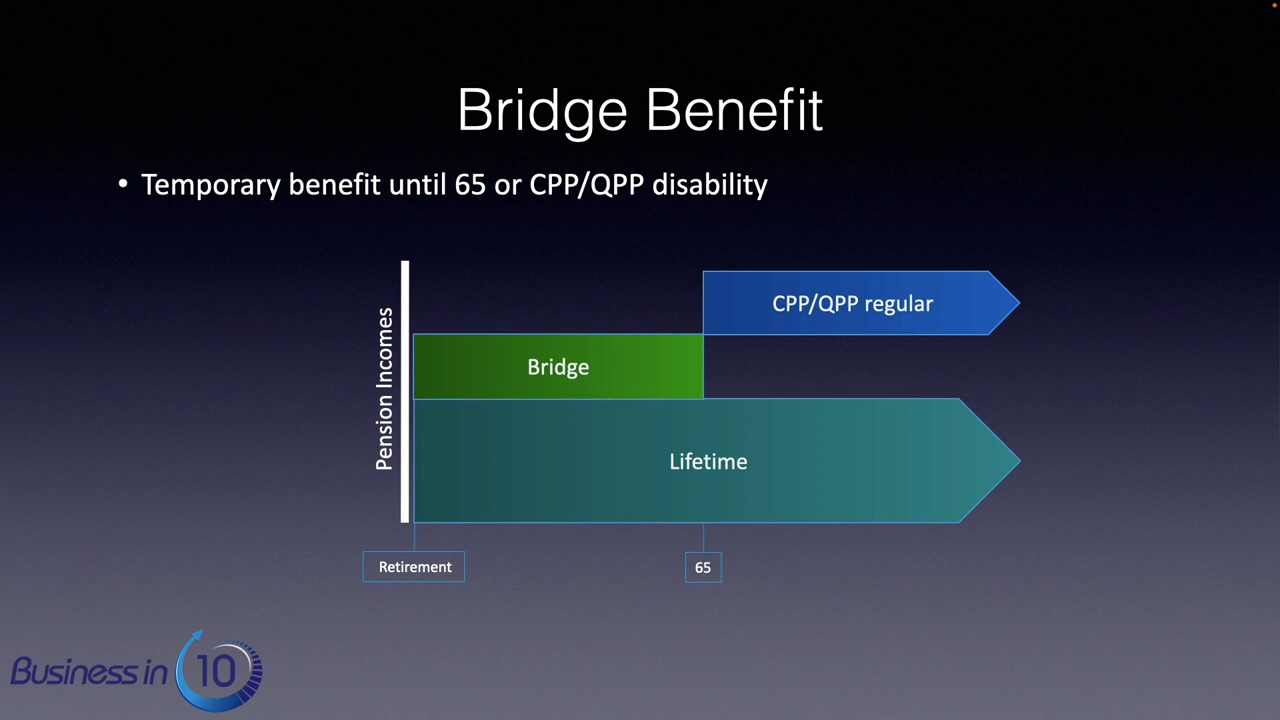 Bridge Benefit
• Temporary benefit until 65 or CPP/QPP disability
CPP/QPP regular
Bridge
Pension Incomes
Lifetime
Retirement
65
Business in 10